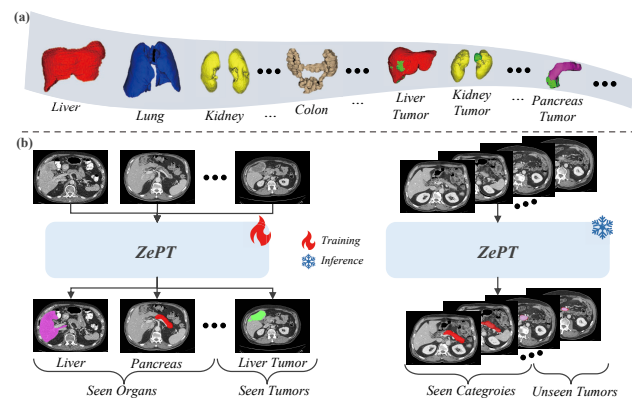 (a)
Liver
Lung
Kidney
...
Colon
...
Liver
Tumor
Kidney
Tumor
...
Pancreas
Tumor
(b)
ZePT
Training
Inference
ZePT
Liver
Pancreas
Liver Tumor
Seen Organs
Seen Tumors
Seen Categroies
Unseen Tumors